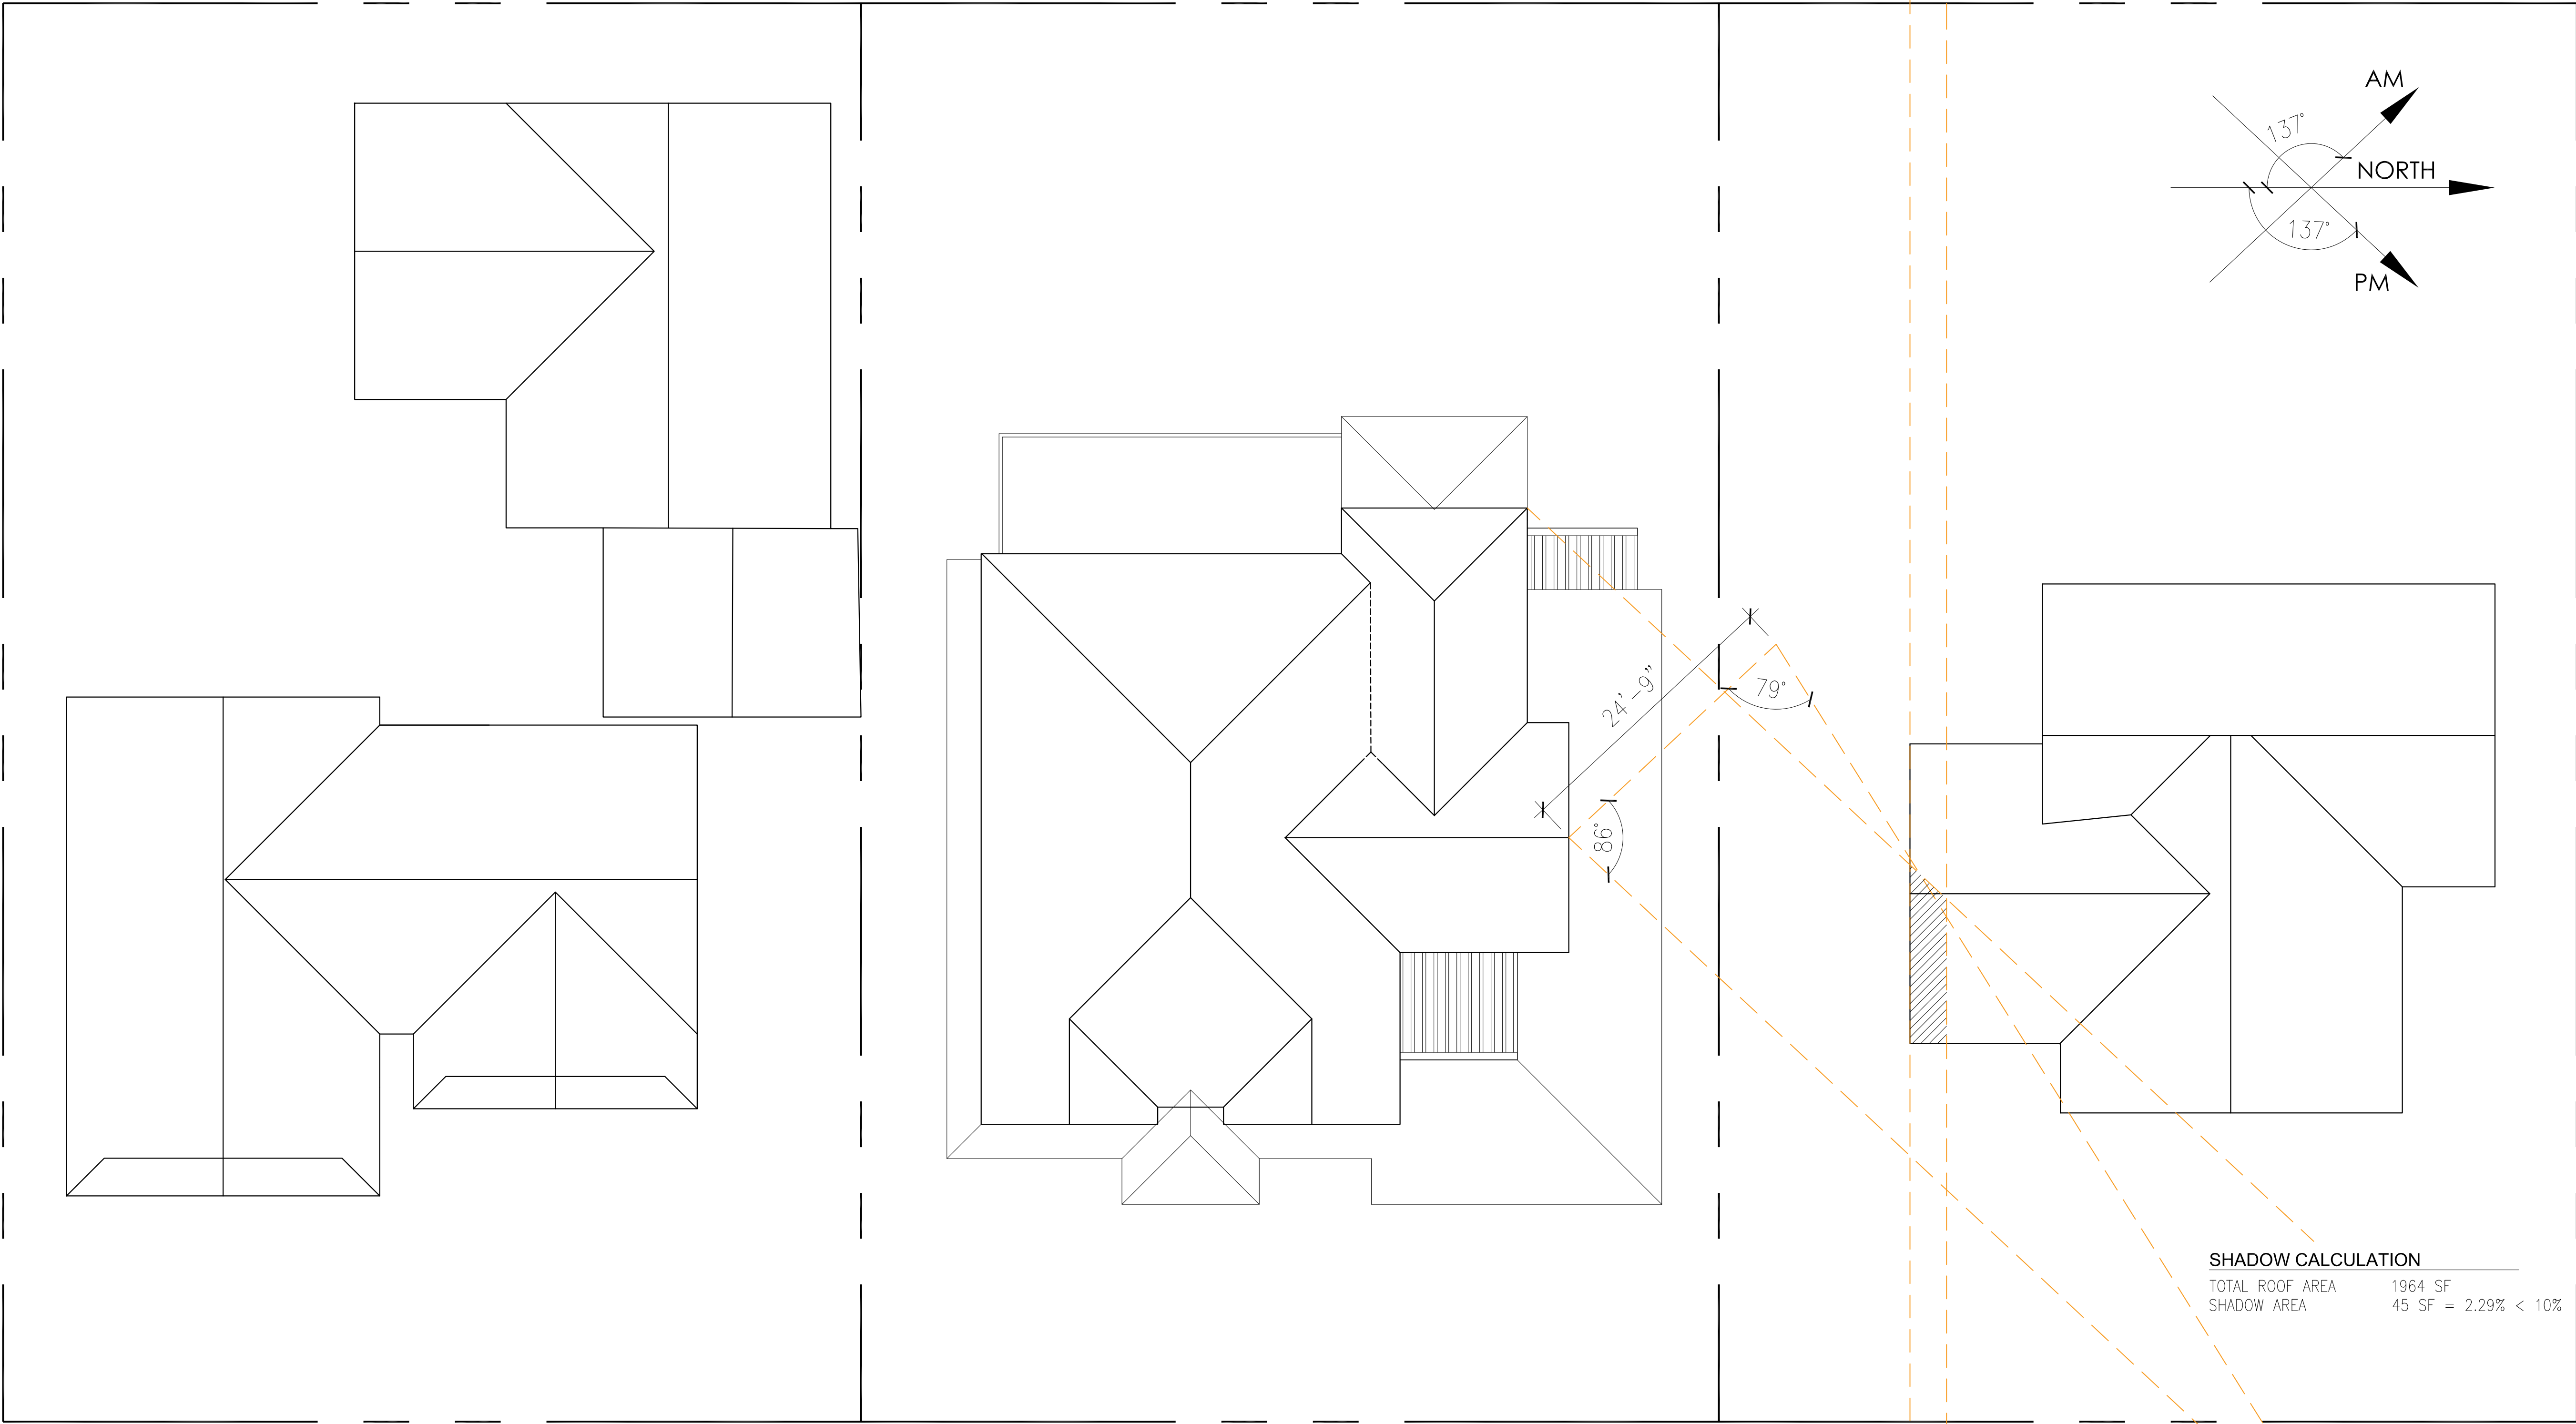 AM
137°
NORTH
137°
PM
24'-9"
79°
86°
SHADOW CALCULATION
TOTAL ROOF AREA 1964 SF
SHADOW AREA 45 SF = 2.29% < 10%